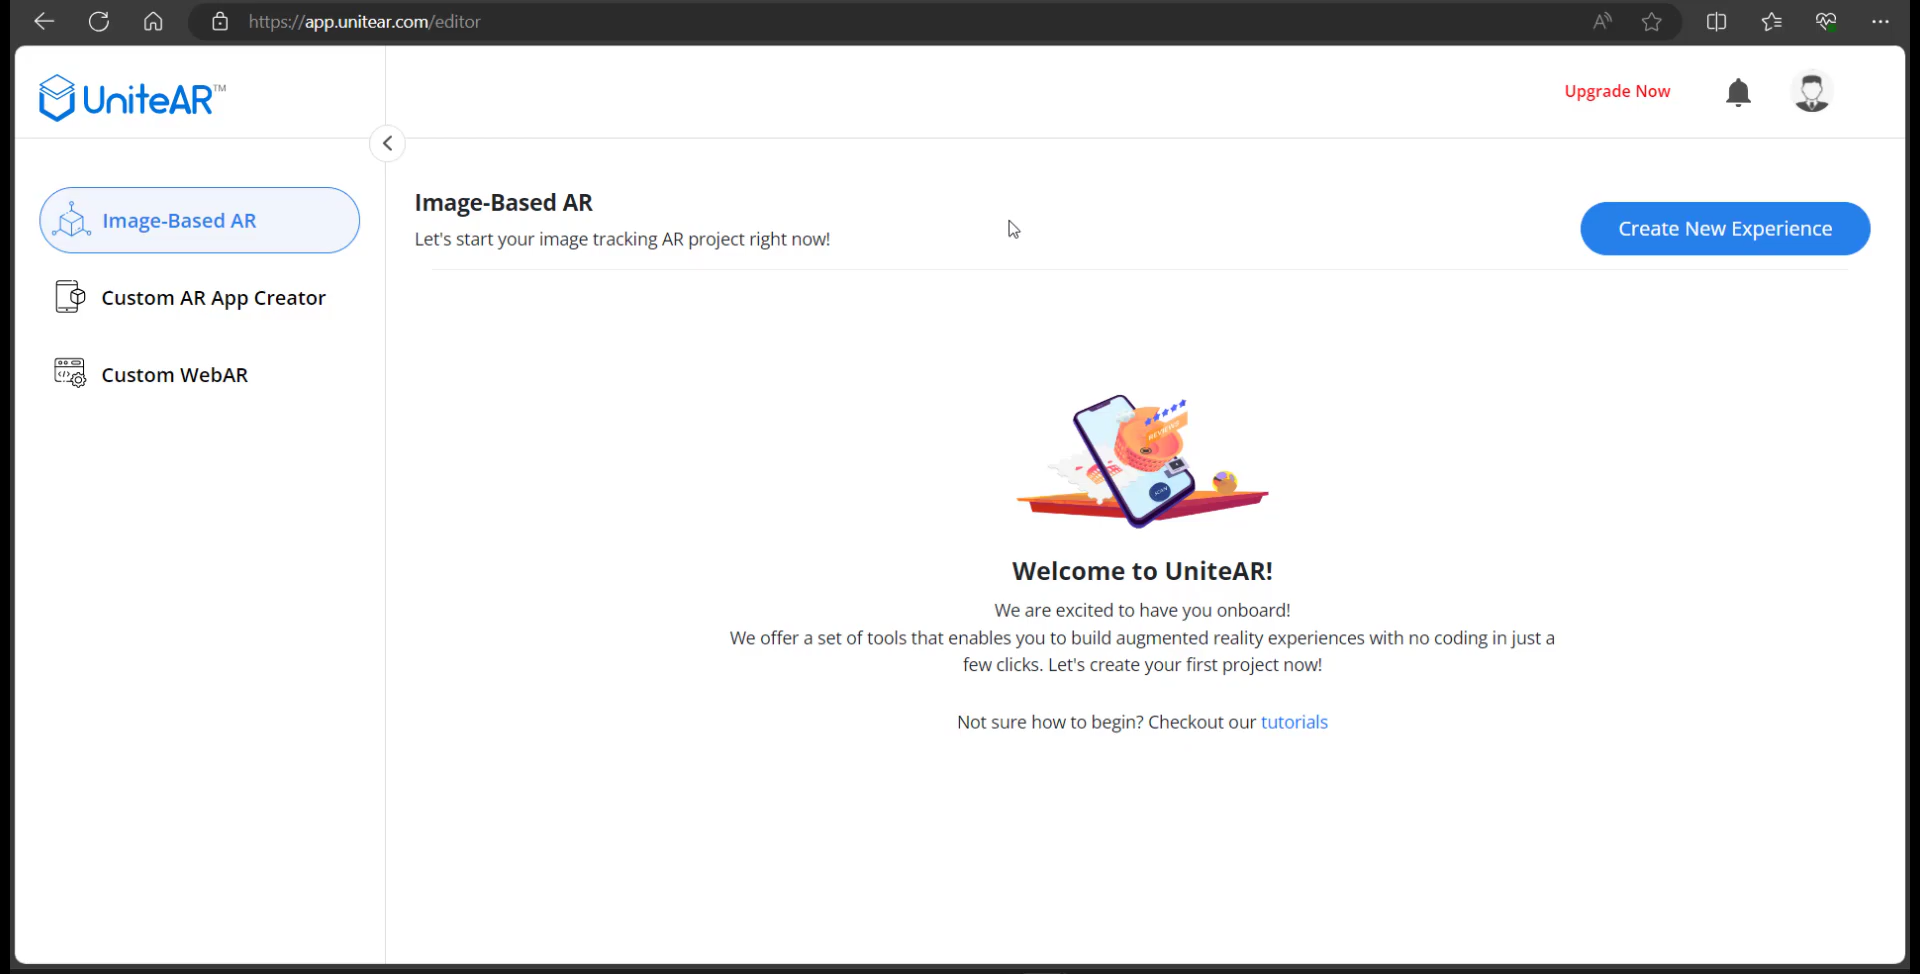 https://app.unitear.com/editor
UniteAR™
Upgrade Now
Image-Based AR
Custom AR App Creator
Custom WebAR
Image-Based AR
Let's start your image tracking AR project right now!
Create New Experience
REVIEWS
Welcome to UniteAR!
We are excited to have you onboard!
We offer a set of tools that enables you to build augmented reality experiences with no coding in just a
few clicks. Let's create your first project now!
Not sure how to begin? Checkout our tutorials